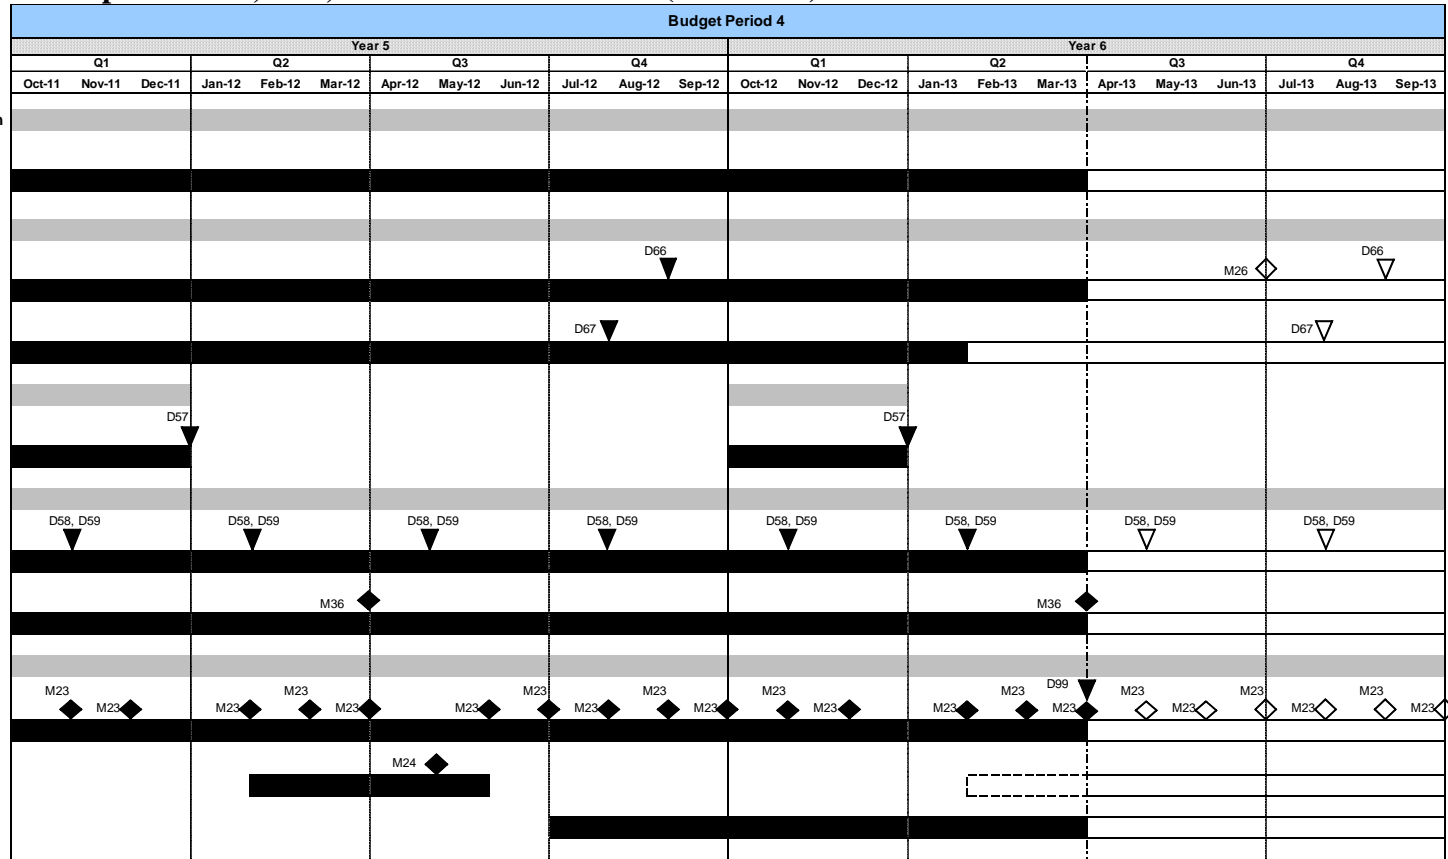 Budget Period 4
Year 5 Year 6
Q1 Q2 Q3 Q4 Q1 Q2 Q3 Q4
Oct-11 Nov-11 Dec-11 Jan-12 Feb-12 Mar-12 Apr-12 May-12 Jun-12 Jul-12 Aug-12 Sep-12 Oct-12 Nov-12 Dec-12 Jan-13 Feb-13 Mar-13 Apr-13 May-13 Jun-13 Jul-13 Aug-13 Sep-13
D66 D66
M26
D67 D67
D57 D57
D58, D59 D58, D59 D58, D59 D58, D59 D58, D59 D58, D59 D58, D59 D58, D59
M36 M36
D99
M23 M23 M23 M23 M23 M23 M23 M23 M23
M23 M23 M23 M23 M23 M23 M23 M23 M23 M23 M23 M23
M24